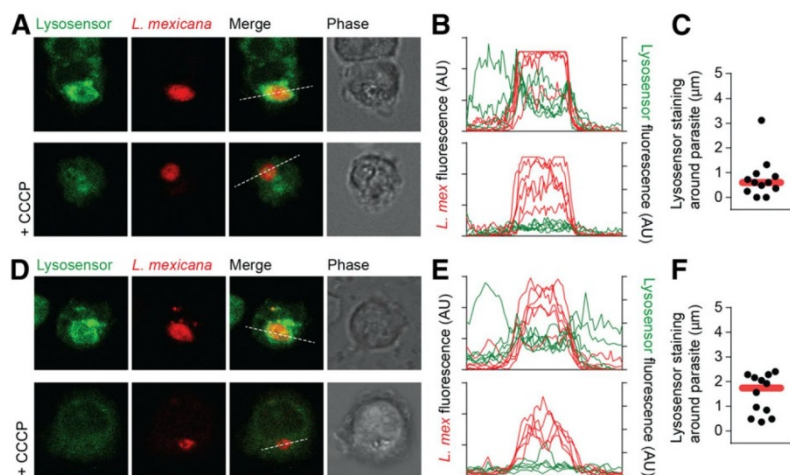 A
Lysosensor L. mexicana Merge Phase
+ CCCP
B
L. mex fluorescence (AU)
Lysosensor fluorescence (AU)
C
Lysosensor staining
around parasite (µm)
5
4
3
2
1
0
D
Lysosensor L. mexicana Merge Phase
+ CCCP
E
L. mex fluorescence (AU)
Lysosensor fluorescence (AU)
F
Lysosensor staining
around parasite (µm)
5
4
3
2
1
0